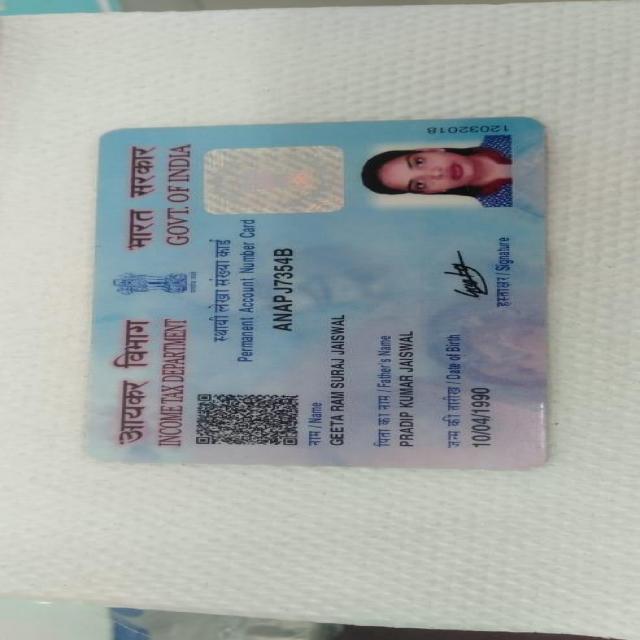 आयकर विभाग
INCOME TAX DEPARTMENT
भारत सरकार
GOVT. OF INDIA
स्थायी लेखा संख्या कार्ड
Permanent Account Number Card
ANAPJ7354B
नाम / Name
GEETA RAM SURAJ JAISWAL
पिता का नाम / Father's Name
PRADIP KUMAR JAISWAL
जन्म की तारीख / Date of Birth
10/04/1990
हस्ताक्षर / Signature
12032018